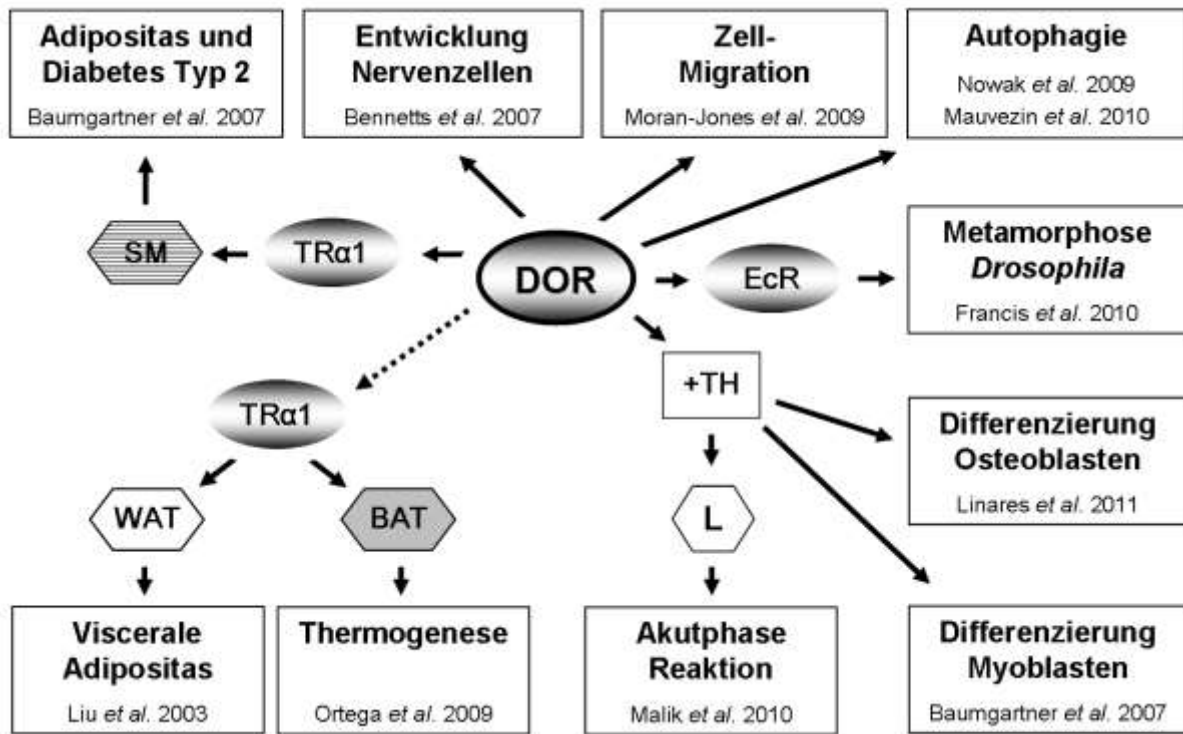 Adipositas und
Diabetes Typ 2
Baumgartner et al. 2007
Entwicklung
Nervenzellen
Bennetts et al. 2007
Zell-
Migration
Moran-Jones et al. 2009
Autophagie
Nowak et al. 2009
Mauvezin et al. 2010
SM
TRα1
DOR
EcR
Metamorphose
Drosophila
Francis et al. 2010
TRα1
+TH
Differenzierung
Osteoblasten
Linares et al. 2011
WAT
BAT
L
Viscerale
Adipositas
Liu et al. 2003
Thermogenese
Ortega et al. 2009
Akutphase
Reaktion
Malik et al. 2010
Differenzierung
Myoblasten
Baumgartner et al. 2007